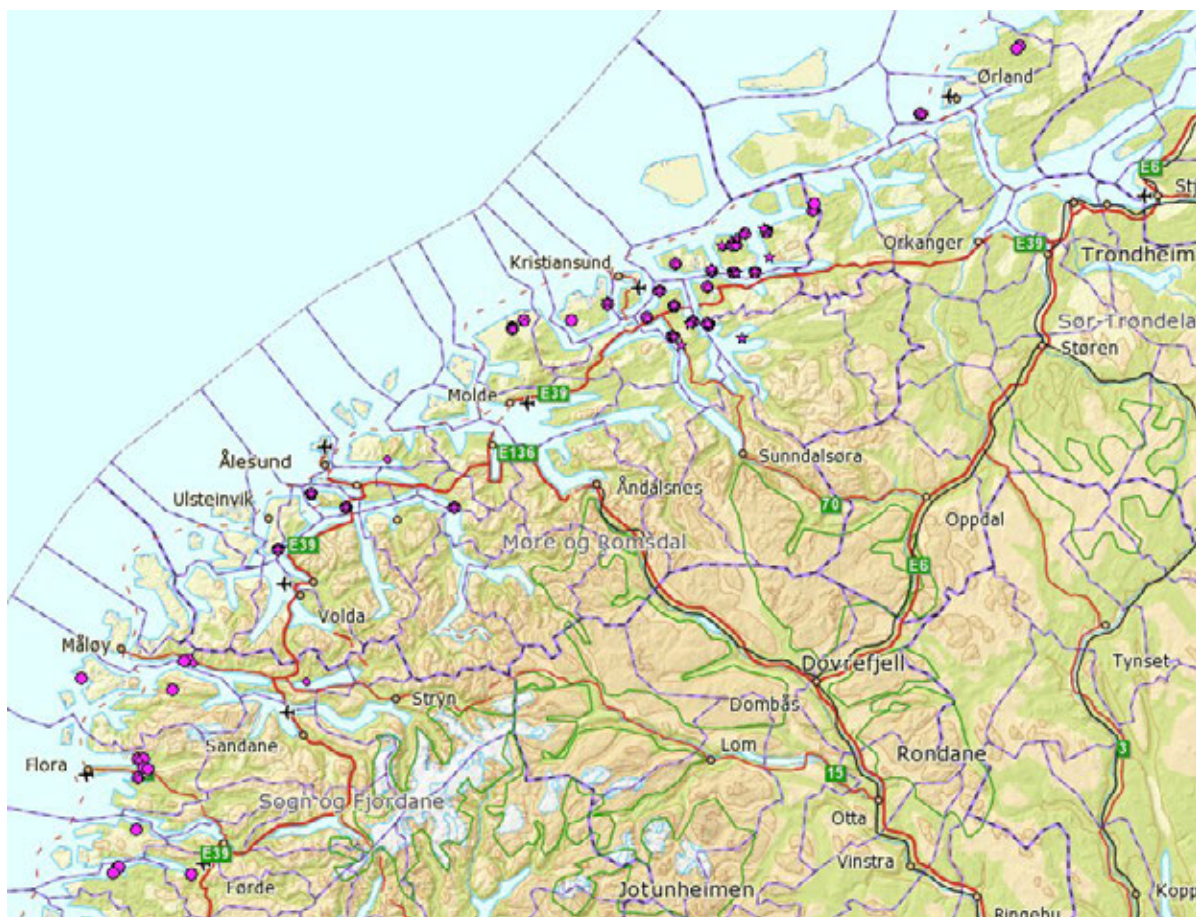 Ørland
E6
Orkanger
E39
Trondheim
Kristiansund
Sør-Trøndela
Støren
Molde
E39
E136
Ålesund
Sunndalsøra
Ulsteinvik
Åndalsnes
70
Oppdal
E39
Møre og Romsdal
E6
Volda
Måløy
Tynset
Dovrefjell
Stryn
Dombås
Sandane
Lom
Rondane
3
Flora
15
Sogn og Fjordane
Otta
E39
Vinstra
Førde
Jotunheimen
Kopp